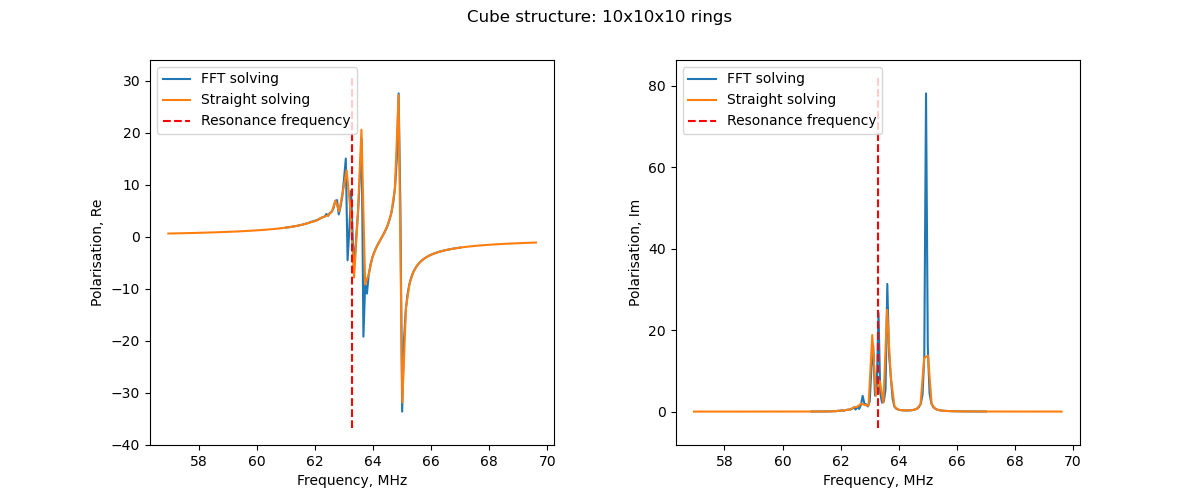 Cube structure: 10x10x10 rings
FFT solving
Straight solving
Resonance frequency
30
20
10
0
−10
−20
−30
−40
Polarisation, Re
58
60
62
64
66
68
70
Frequency, MHz
FFT solving
Straight solving
Resonance frequency
80
60
40
20
0
Polarisation, Im
58
60
62
64
66
68
70
Frequency, MHz